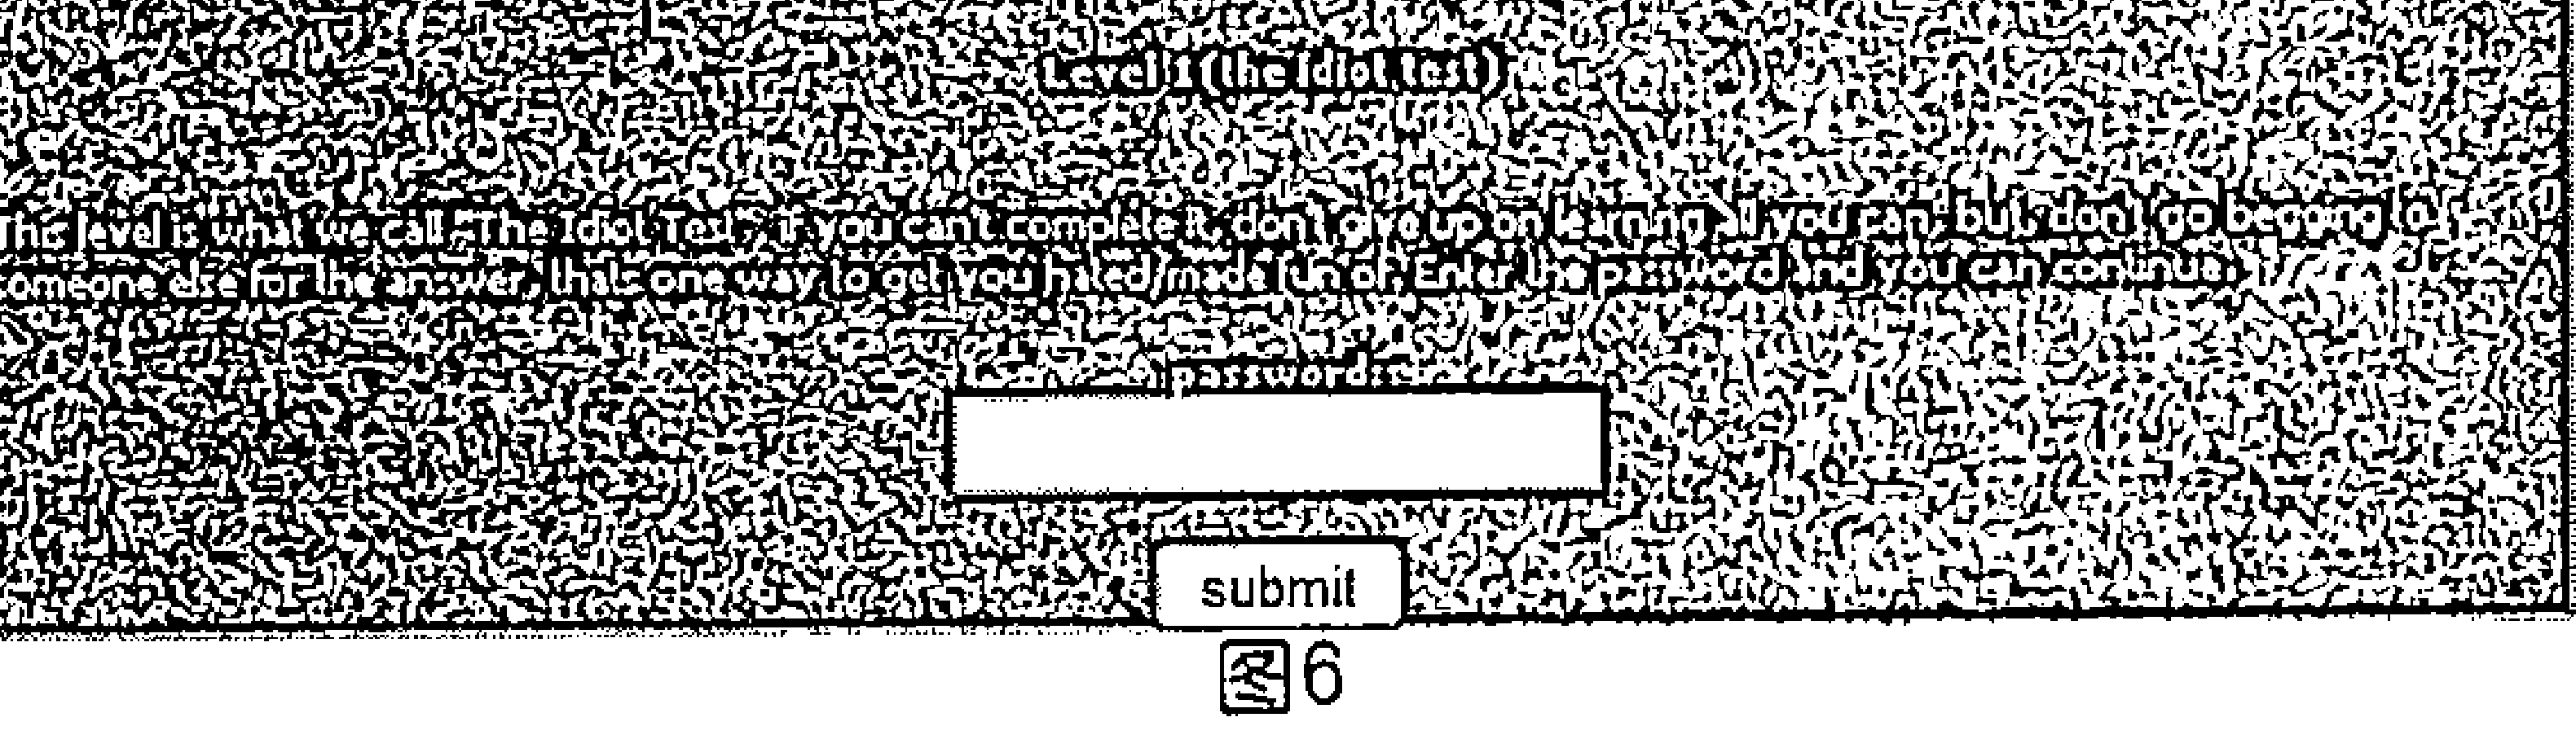 Level 1(the idiot test)
This level is what we call "The Idiot Test", if you can't complete it, don't give up on learning all you can, but, don't go begging to
someone else for the answer, thats one way to get you hated/made fun of. Enter the password and you can continue.
password:
submit
图6